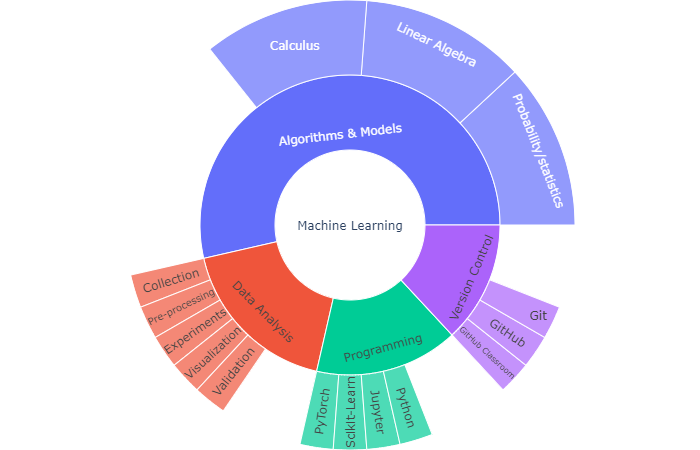 Calculus
Linear Algebra
Probability/statistics
Algorithms & Models
Machine Learning
Version Control
Data Analysis
Programming
Collection
Pre-processing
Experiments
Visualization
Validation
PyTorch
Scikit-Learn
Jupyter
Python
Git
GitHub
GitHub Classroom